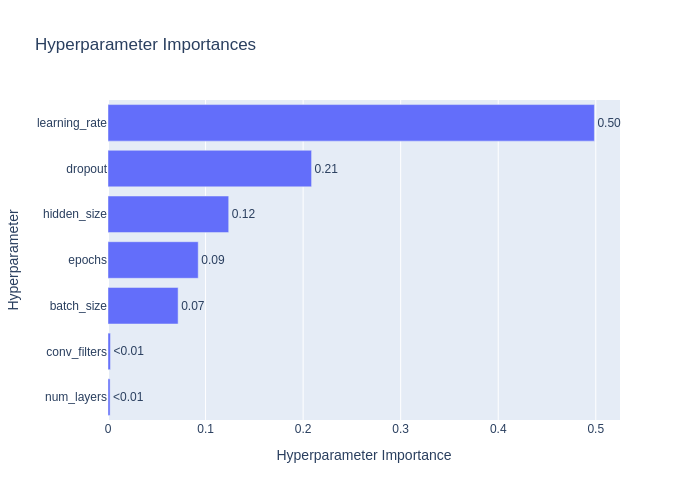 Hyperparameter Importances
Hyperparameter
learning_rate 0.50
dropout 0.21
hidden_size 0.12
epochs 0.09
batch_size 0.07
conv_filters <0.01
num_layers <0.01
0 0.1 0.2 0.3 0.4 0.5
Hyperparameter Importance